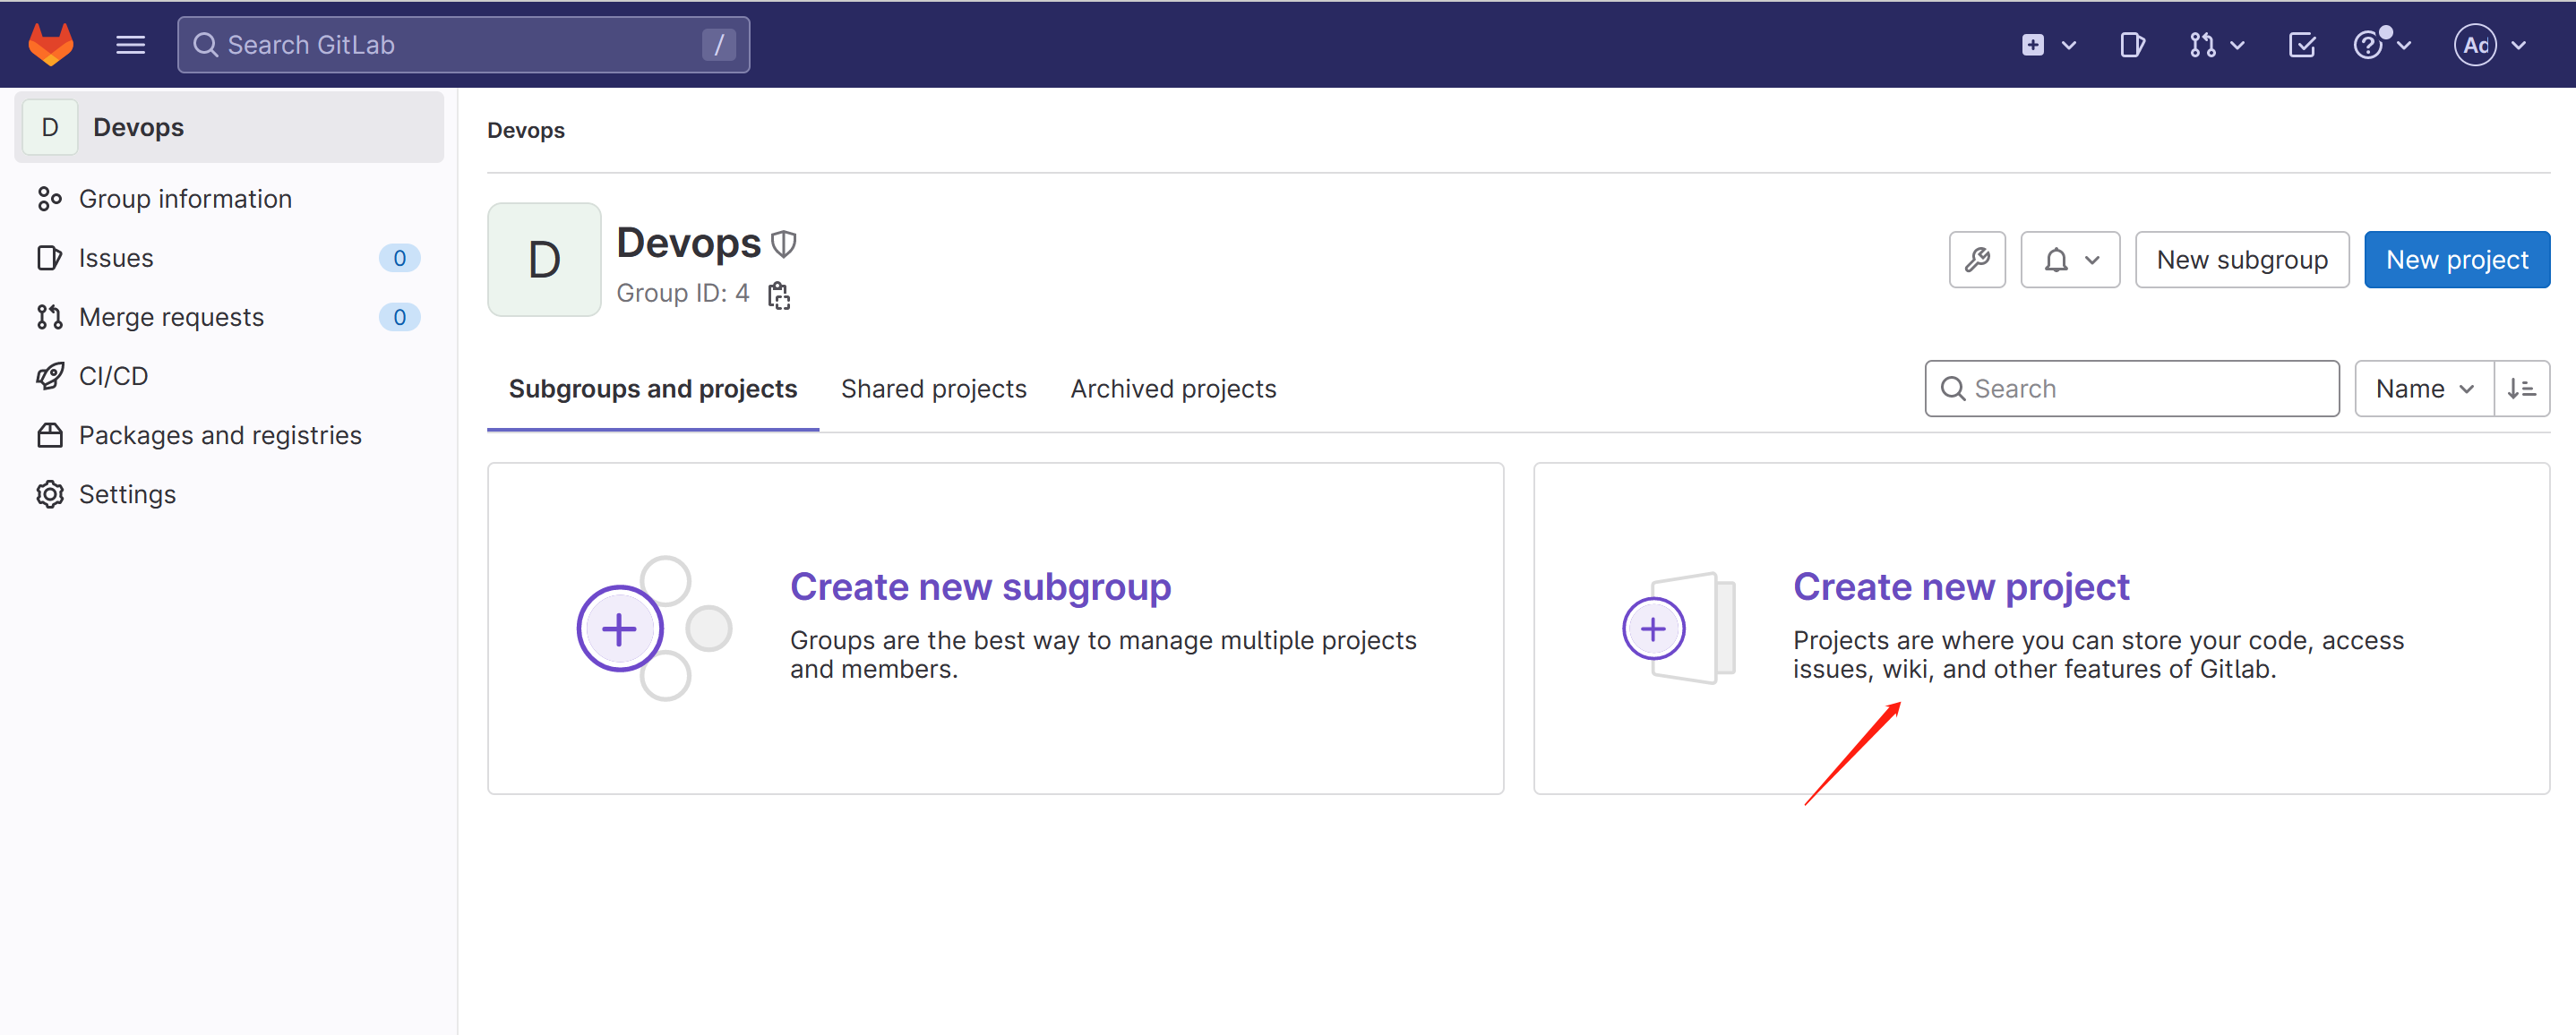 Search GitLab /
Ad
D Devops
Group information
Issues 0
Merge requests 0
CI/CD
Packages and registries
Settings
Devops
D
Devops
Group ID: 4
New subgroup
New project
Subgroups and projects
Shared projects
Archived projects
Search
Name
Create new subgroup
Groups are the best way to manage multiple projects
and members.
Create new project
Projects are where you can store your code, access
issues, wiki, and other features of Gitlab.